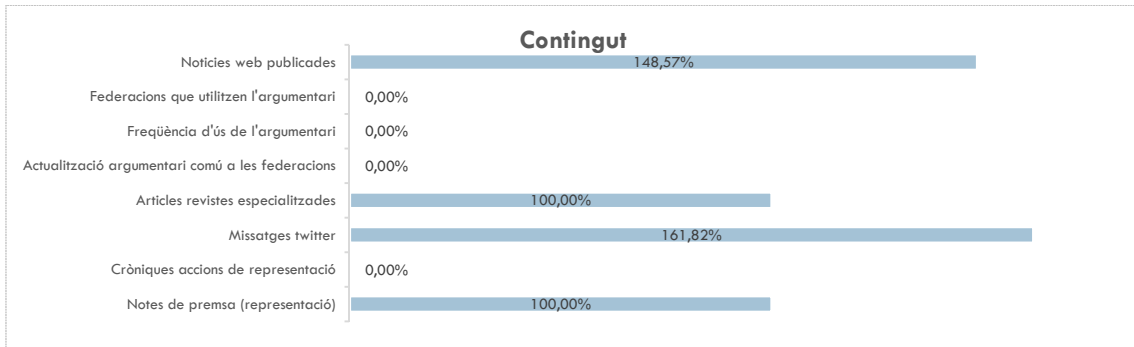 Contingut
Noticies web publicades 148,57%
Federacions que utilitzen l'argumentari 0,00%
Freqüència d'ús de l'argumentari 0,00%
Actualització argumentari comú a les federacions 0,00%
Articles revistes especialitzades 100,00%
Missatges twitter 161,82%
Cròniques accions de representació 0,00%
Notes de premsa (representació) 100,00%